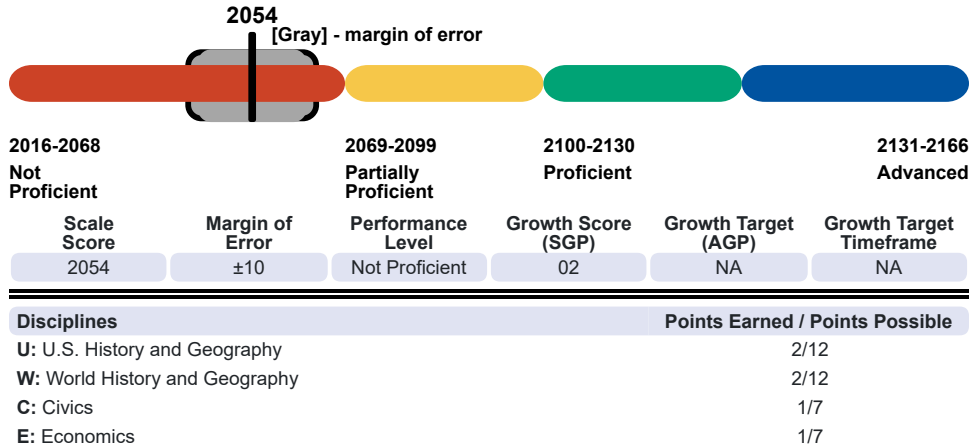 2054
[Gray] - margin of error
2016-2068 2069-2099 2100-2130 2131-2166
Not Proficient Partially Proficient Proficient Advanced
Scale Score Margin of Error Performance Level Growth Score (SGP) Growth Target (AGP) Growth Target Timeframe
2054 ±10 Not Proficient 02 NA NA
Disciplines Points Earned / Points Possible
U: U.S. History and Geography 2/12
W: World History and Geography 2/12
C: Civics 1/7
E: Economics 1/7